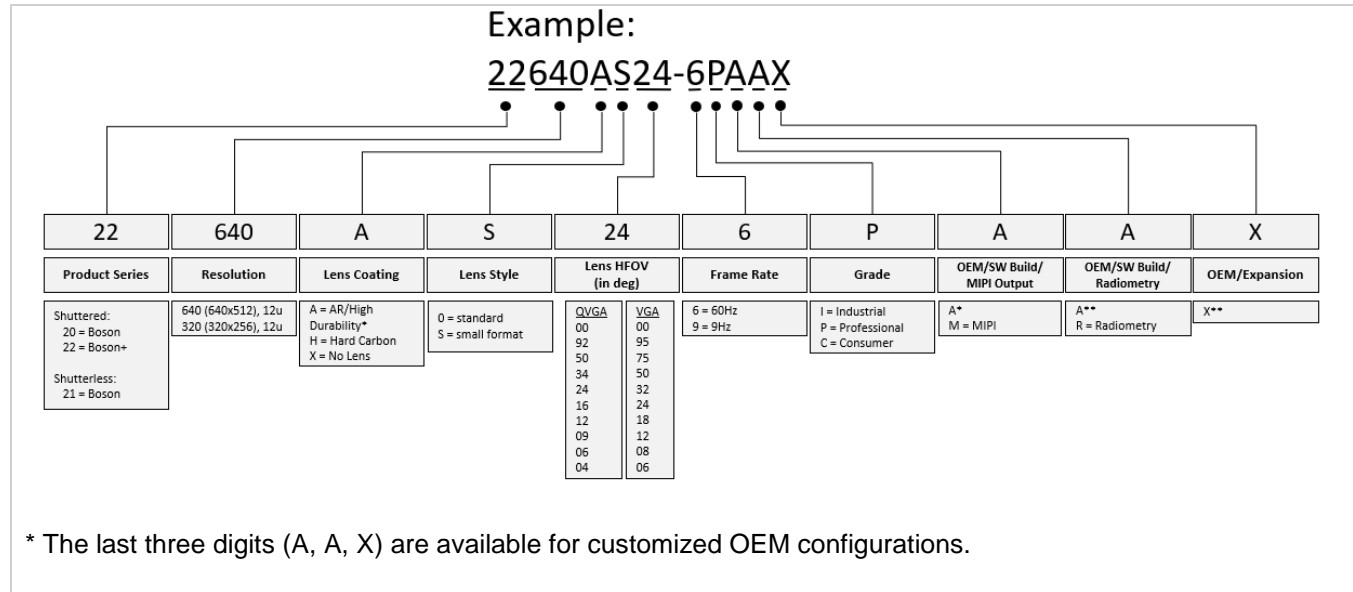 Example:
22640AS24-6PAAX
22
640
A
S
24
6
P
A
A
X
Product Series
Resolution
Lens Coating
Lens Style
Lens HFOV
(in deg)
Frame Rate
Grade
OEM/SW Build/
MIPI Output
OEM/SW Build/
Radiometry
OEM/Expansion
Shuttered:
20 = Boson
22 = Boson+
Shutterless:
21 = Boson
640 (640x512), 12u
320 (320x256), 12u
A = AR/High
Durability*
H = Hard Carbon
X = No Lens
0 = standard
S = small format
QVGA
00
92
50
34
24
16
12
09
06
04
VGA
00
95
75
50
32
24
18
12
08
06
6 = 60Hz
9 = 9Hz
I = Industrial
P = Professional
C = Consumer
A*
M = MIPI
A**
R = Radiometry
X**
* The last three digits (A, A, X) are available for customized OEM configurations.